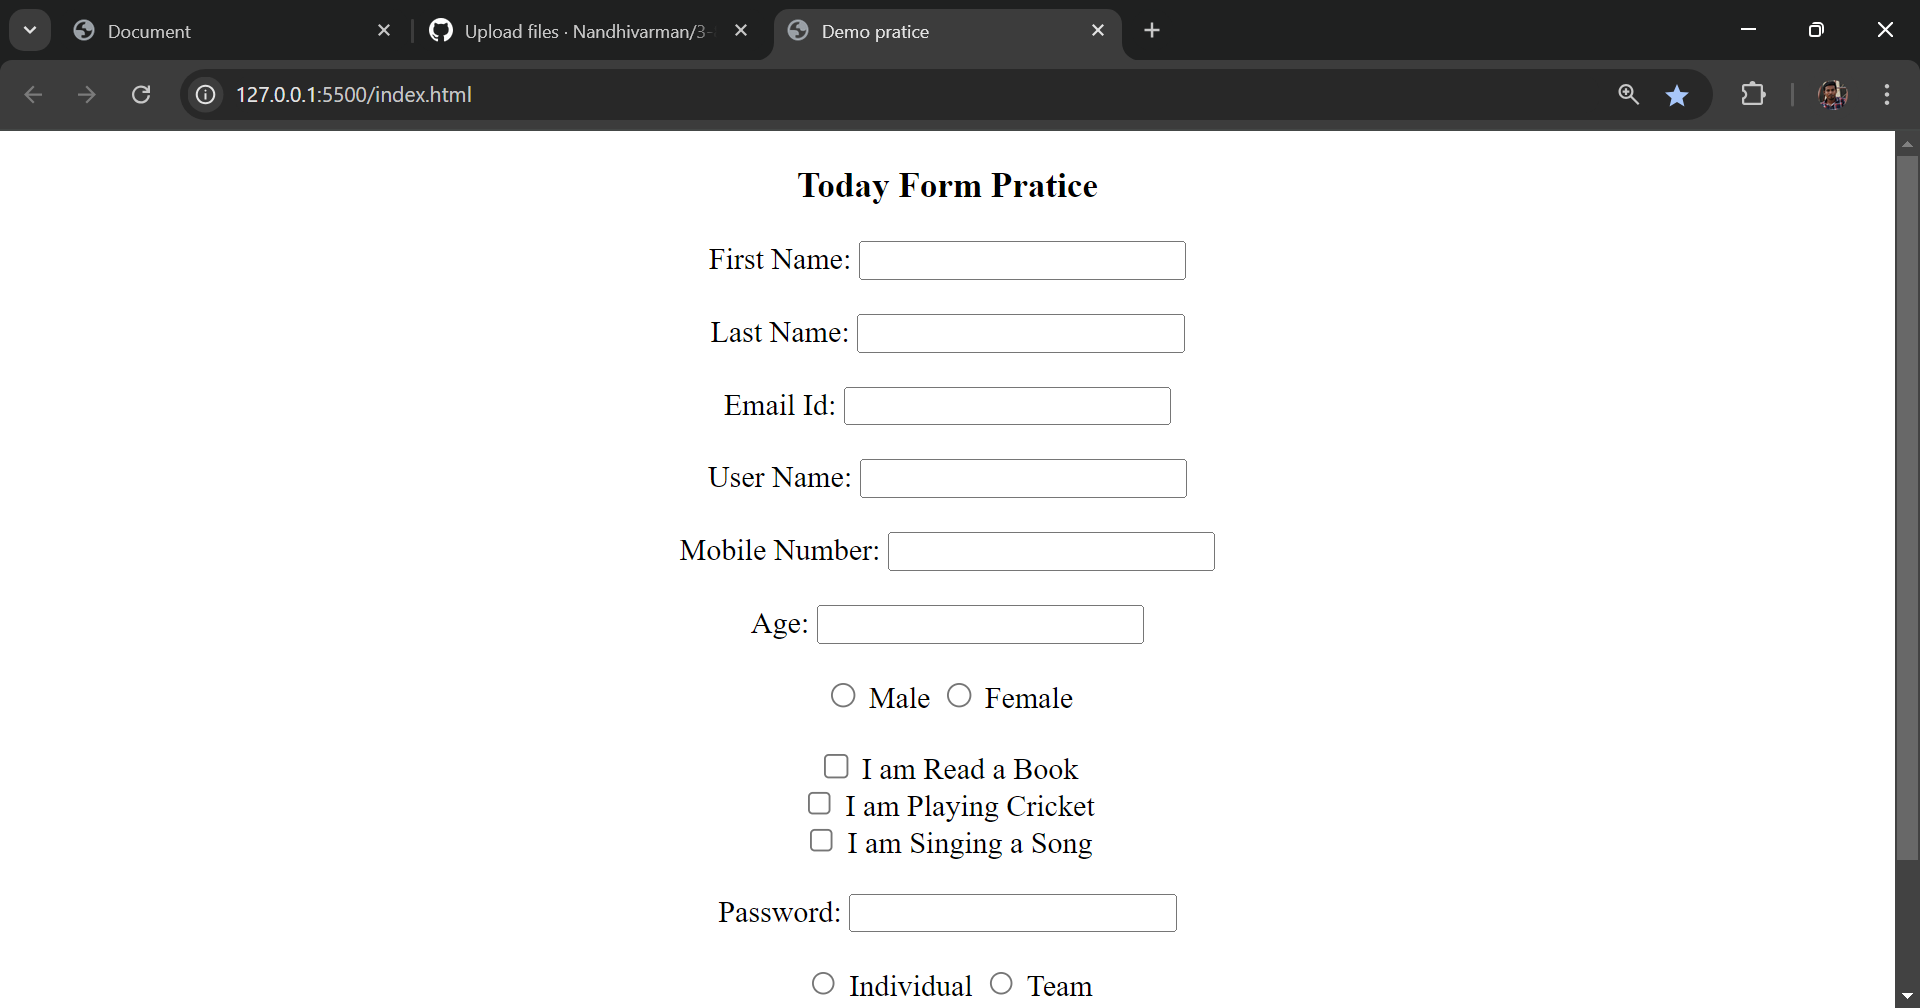 Document
Upload files · Nandhivarman/3-
Demo pratice
127.0.0.1:5500/index.html
Today Form Pratice
First Name:
Last Name:
Email Id:
User Name:
Mobile Number:
Age:
Male Female
I am Read a Book
I am Playing Cricket
I am Singing a Song
Password:
Individual Team